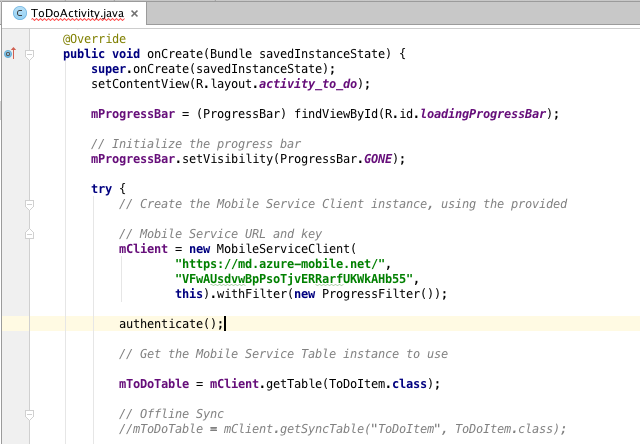 C ToDoActivity.java ×
@Override
public void onCreate(Bundle savedInstanceState) {
super.onCreate(savedInstanceState);
setContentView(R.layout.activity_to_do);
mProgressBar = (ProgressBar) findViewById(R.id.loadingProgressBar);
// Initialize the progress bar
mProgressBar.setVisibility(ProgressBar.GONE);
try {
// Create the Mobile Service Client instance, using the provided
// Mobile Service URL and key
mClient = new MobileServiceClient(
"https://md.azure-mobile.net/",
"VFwAUsdvwBpPsoTjvERRarfUKWkAHb55",
this).withFilter(new ProgressFilter());
authenticate();
// Get the Mobile Service Table instance to use
mToDoTable = mClient.getTable(ToDoItem.class);
// Offline Sync
//mToDoTable = mClient.getSyncTable("ToDoItem", ToDoItem.class);